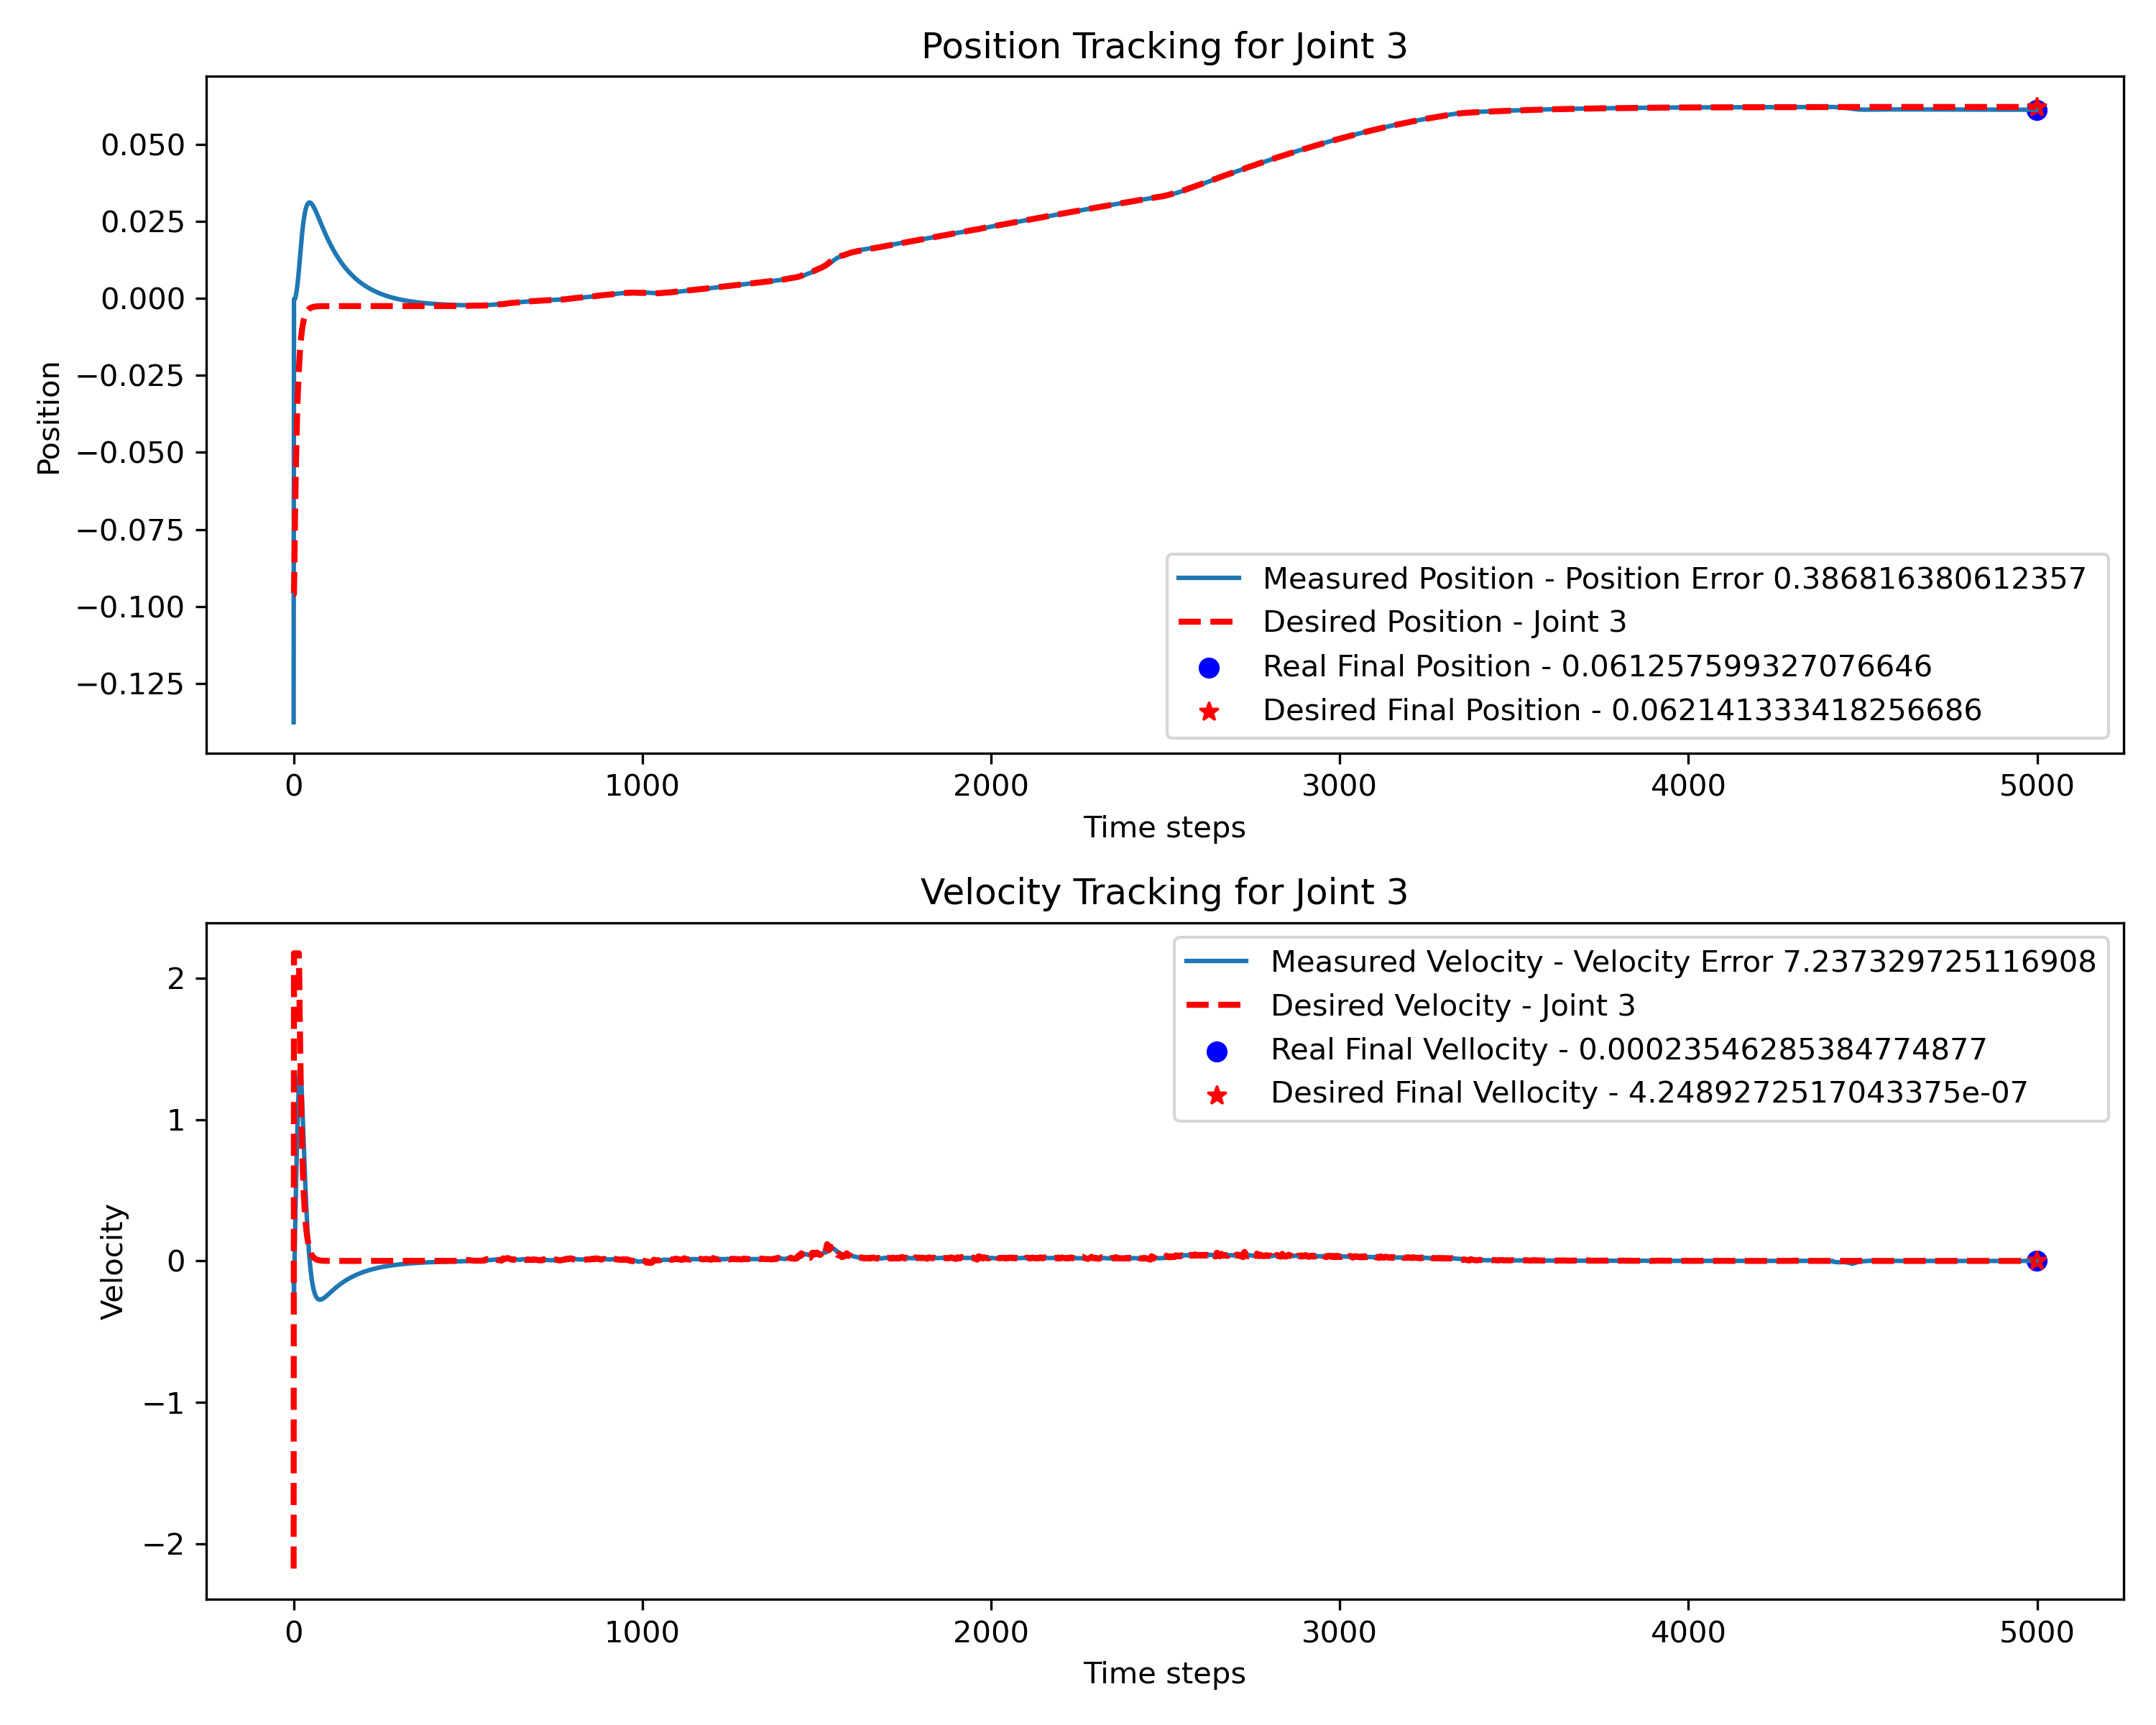 Position Tracking for Joint 3
0.050
0.025
0.000
−0.025
−0.050
−0.075
−0.100
−0.125
Position
Measured Position - Position Error 0.386816380612357
Desired Position - Joint 3
Real Final Position - 0.061257599327076646
Desired Final Position - 0.062141333418256686
0 1000 2000 3000 4000 5000
Time steps
Velocity Tracking for Joint 3
2
1
0
−1
−2
Velocity
Measured Velocity - Velocity Error 7.237329725116908
Desired Velocity - Joint 3
Real Final Vellocity - 0.00023546285384774877
Desired Final Vellocity - 4.2489272517043375e-07
0 1000 2000 3000 4000 5000
Time steps